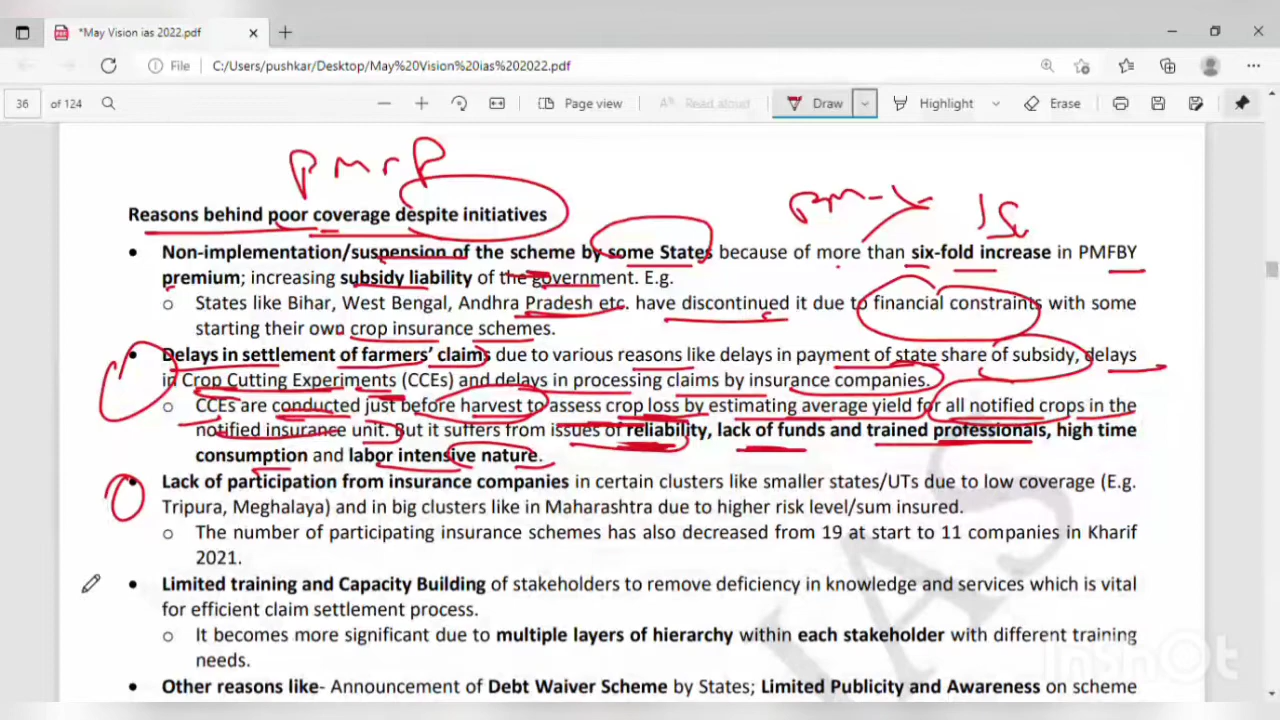 *May Vision ias 2022.pdf
File
C:/Users/pushkar/Desktop/May%20Vision%20ias%202022.pdf
36 of 124
Page view
Read aloud
Draw
Highlight
Erase
Reasons behind poor coverage despite initiatives
• Non-implementation/suspension of the scheme by some States because of more than six-fold increase in PMFBY
premium; increasing subsidy liability of the government. E.g.
o States like Bihar, West Bengal, Andhra Pradesh etc. have discontinued it due to financial constraints with some
starting their own crop insurance schemes.
• Delays in settlement of farmers' claims due to various reasons like delays in payment of state share of subsidy, delays
in Crop Cutting Experiments (CCEs) and delays in processing claims by insurance companies.
o CCEs are conducted just before harvest to assess crop loss by estimating average yield for all notified crops in the
notified insurance unit. But it suffers from issues of reliability, lack of funds and trained professionals, high time
consumption and labor intensive nature.
• Lack of participation from insurance companies in certain clusters like smaller states/UTs due to low coverage (E.g.
Tripura, Meghalaya) and in big clusters like in Maharashtra due to higher risk level/sum insured.
o The number of participating insurance schemes has also decreased from 19 at start to 11 companies in Kharif
2021.
• Limited training and Capacity Building of stakeholders to remove deficiency in knowledge and services which is vital
for efficient claim settlement process.
o It becomes more significant due to multiple layers of hierarchy within each stakeholder with different training
needs.
• Other reasons like- Announcement of Debt Waiver Scheme by States; Limited Publicity and Awareness on scheme